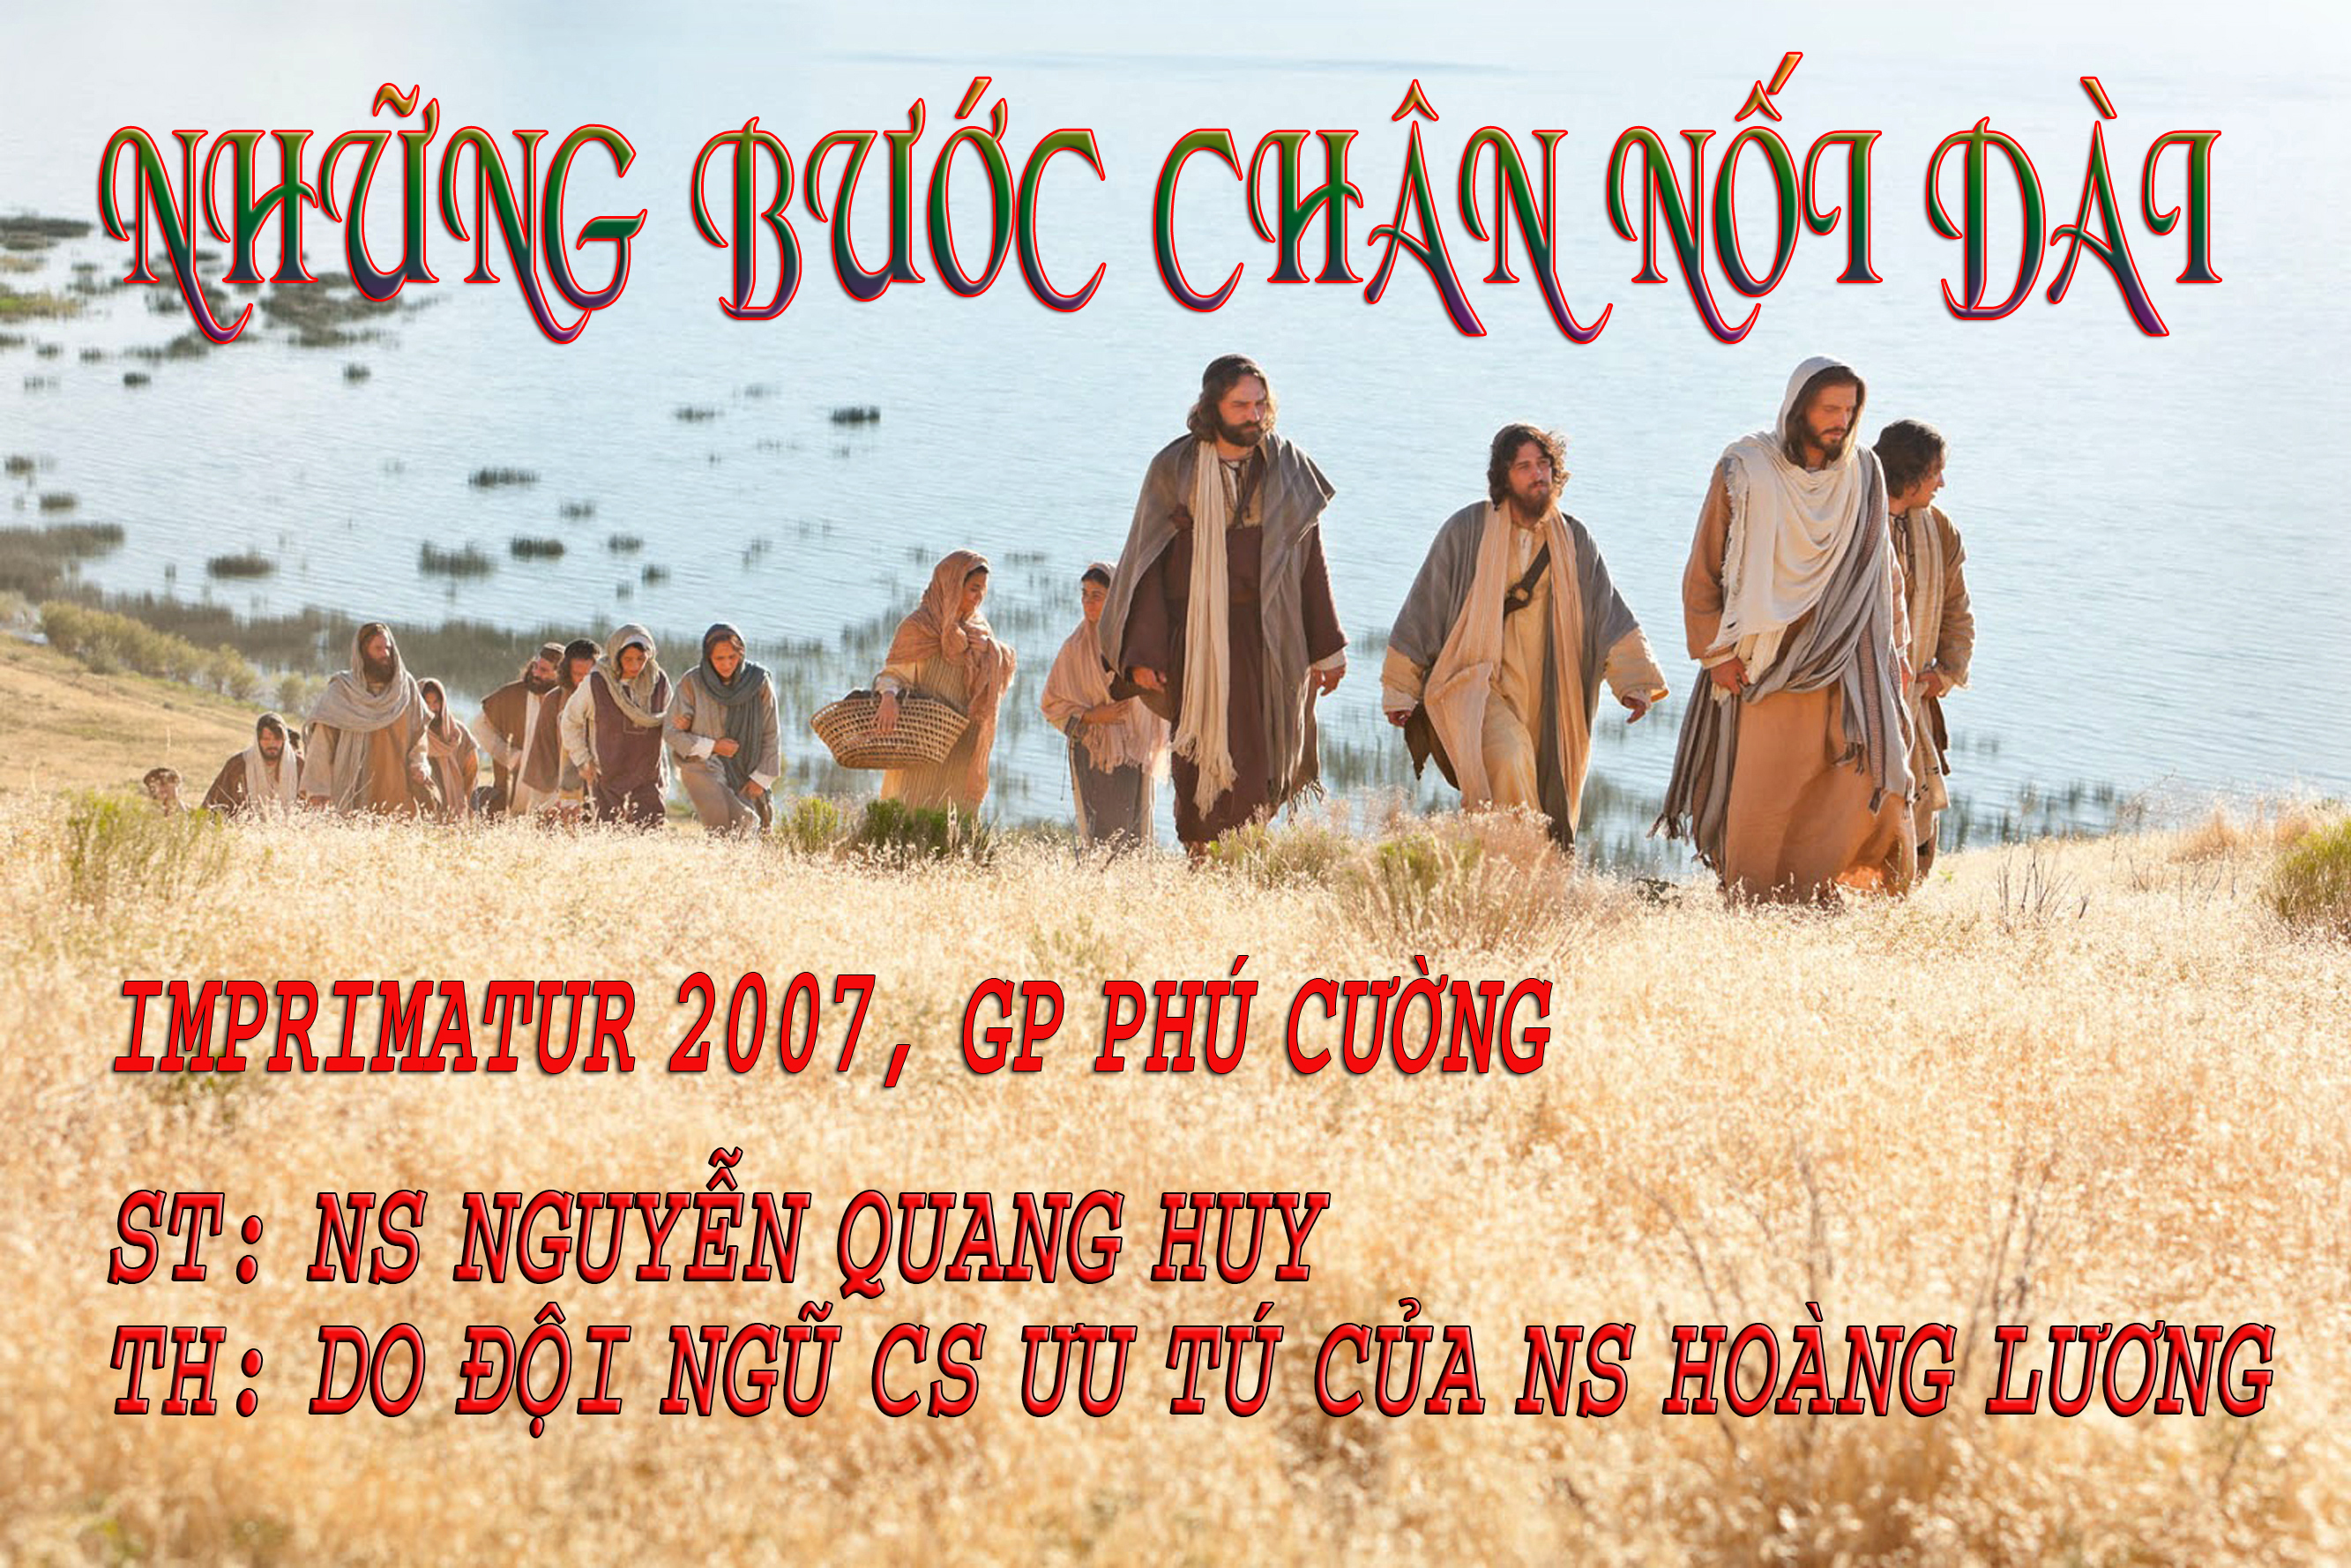 NHỮNG BƯỚC CHÂN NỐI DÀI
IMPRIMATUR 2007, GP PHÚ CƯỜNG
ST: NS NGUYỄN QUANG HUY
TH: DO ĐỘI NGŨ CS ƯU TÚ CỦA NS HOÀNG LƯƠNG